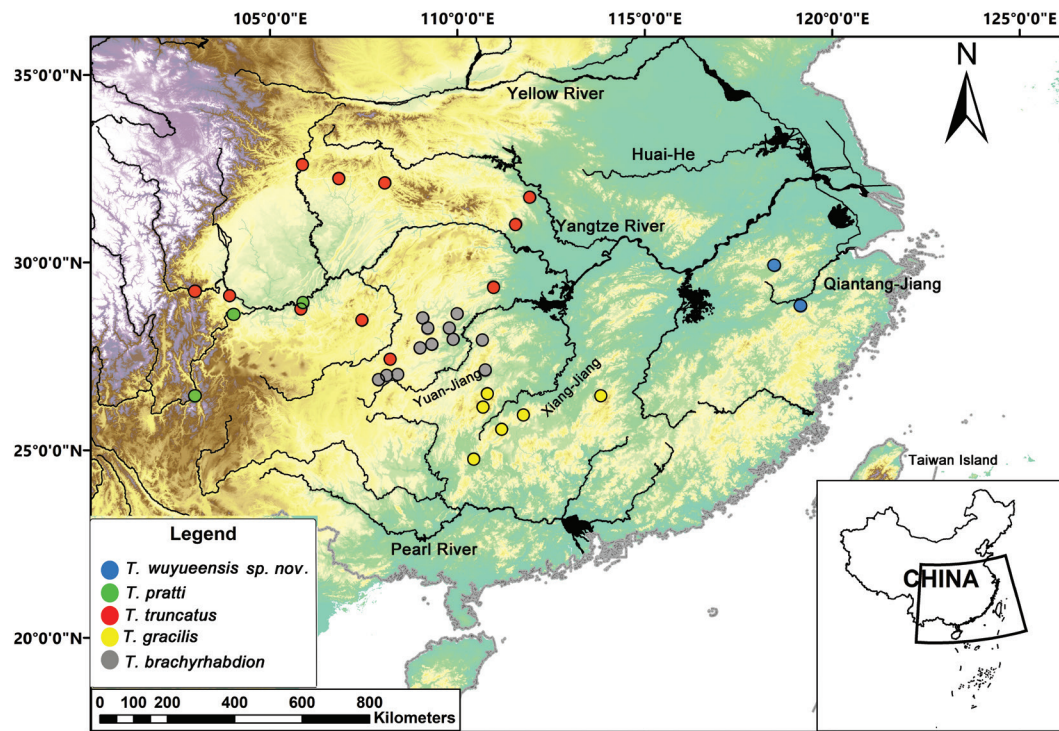 105°0'0"E
110°0'0"E
115°0'0"E
120°0'0"E
125°0'0"E
35°0'0"N
30°0'0"N
25°0'0"N
20°0'0"N
N
Yellow River
Huai-He
Yangtze River
Qiantang-Jiang
Yuan-Jiang
Xiang-Jiang
Taiwan Island
Pearl River
Legend
T. wuyueensis sp. nov.
T. pratti
T. truncatus
T. gracilis
T. brachyrhabdion
0 100 200 400 600 800
Kilometers
CHINA